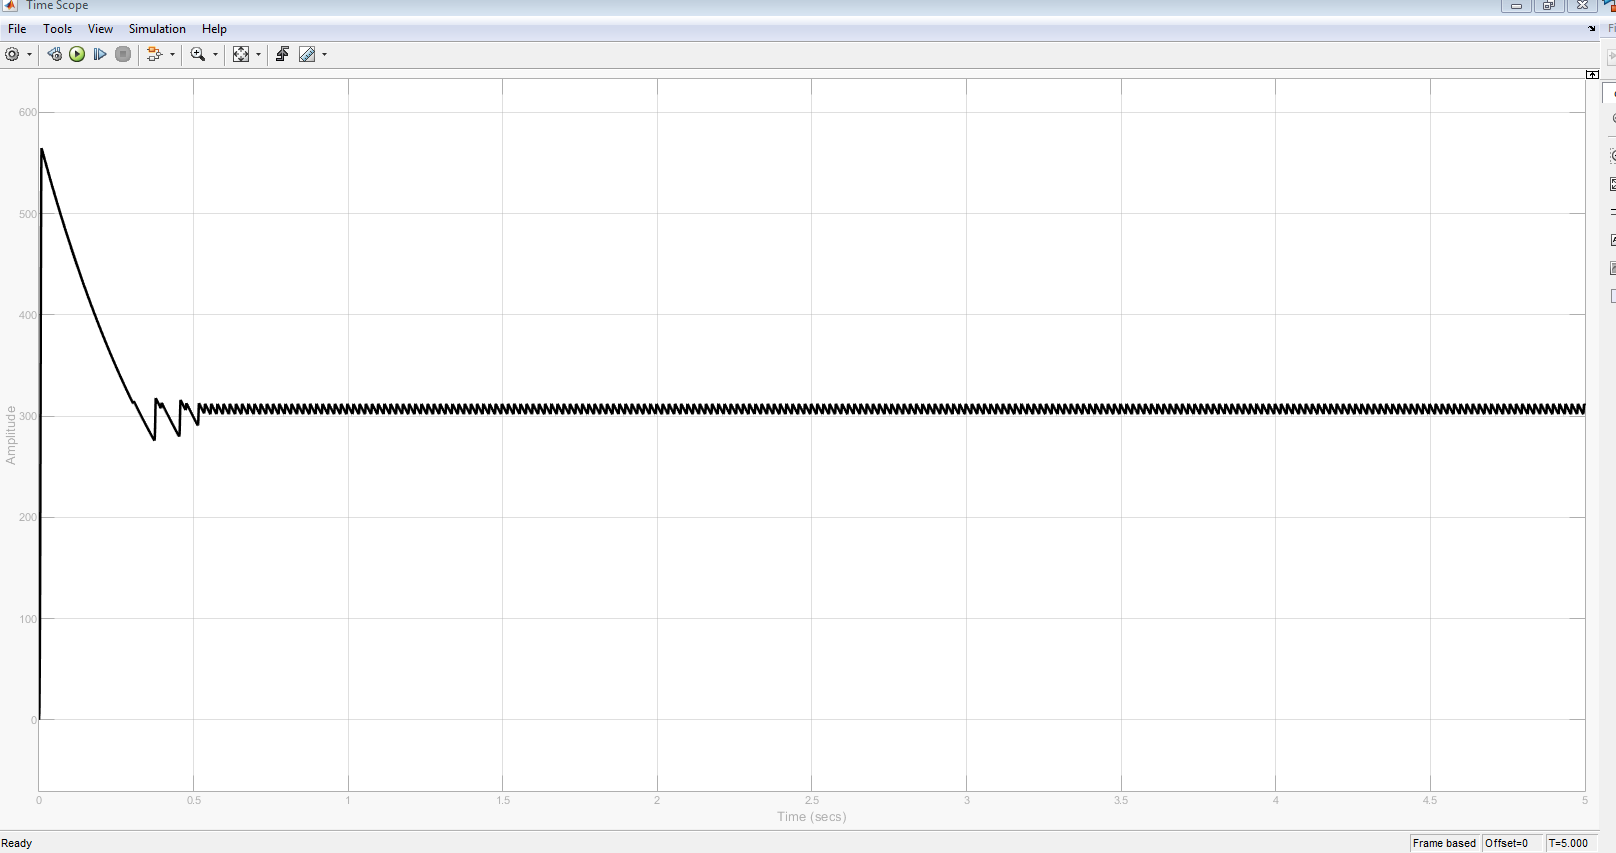 Time Scope
File Tools View Simulation Help
600
500
400
300
200
100
0
Amplitude
0 0.5 1 1.5 2 2.5 3 3.5 4 4.5 5
Time (secs)
Ready Frame based Offset=0 T=5.000